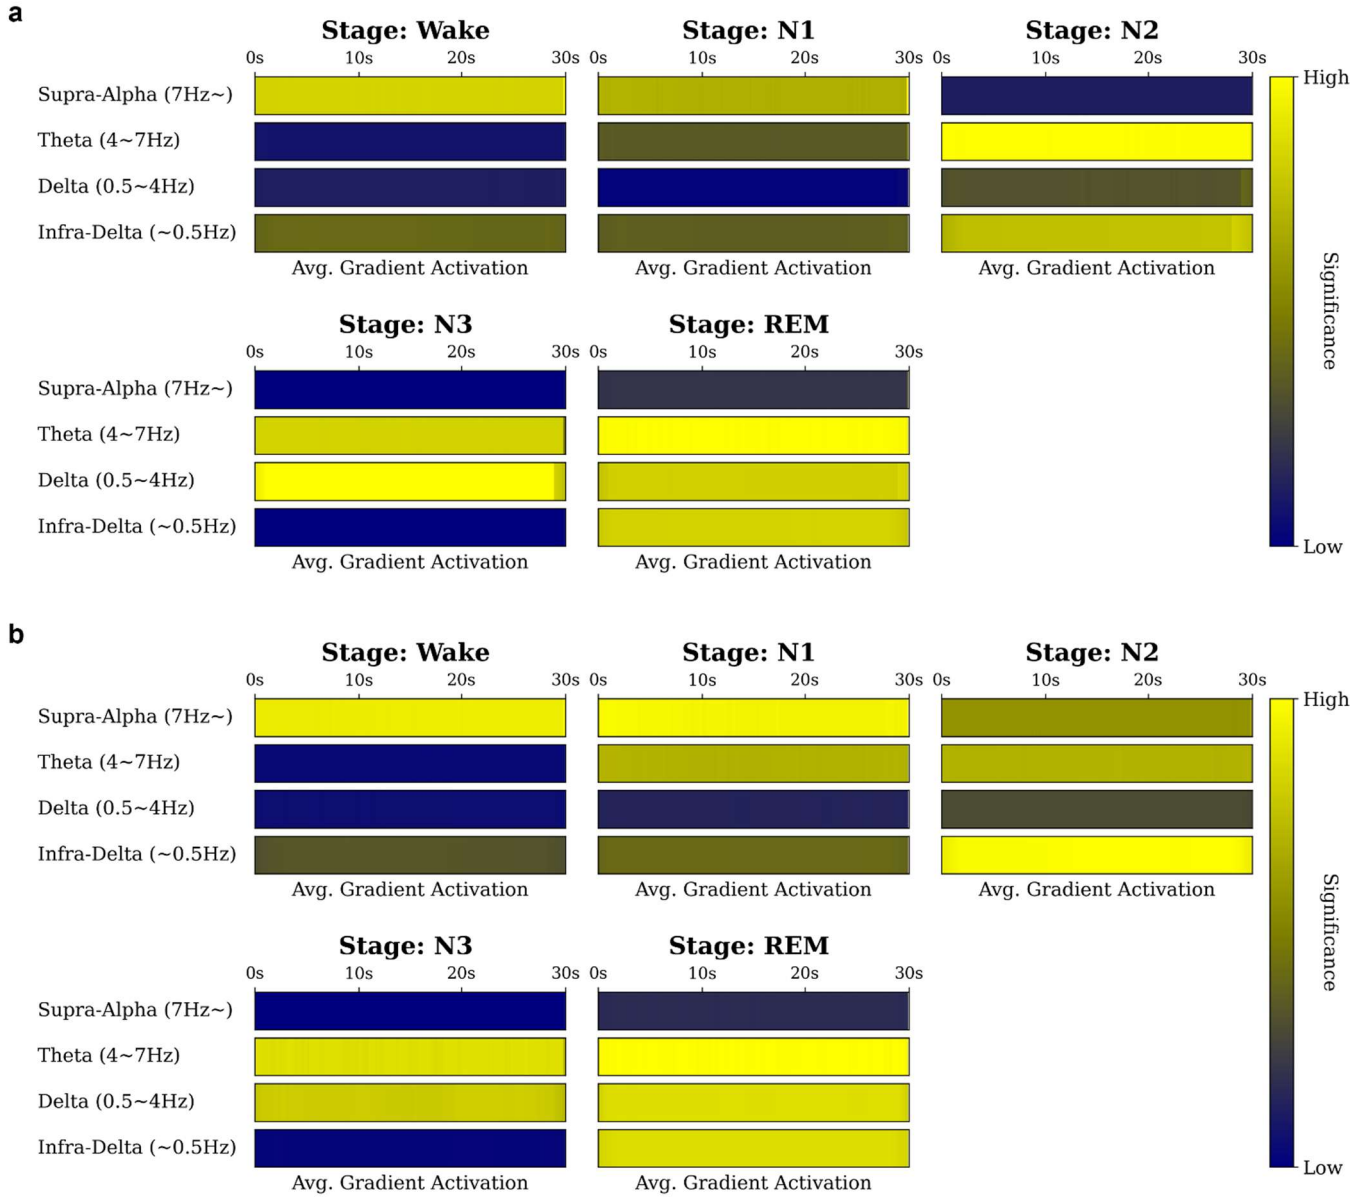 a
Stage: Wake
Stage: N1
Stage: N2
0s 10s 20s 30s 0s 10s 20s 30s 0s 10s 20s 30s
High
Supra-Alpha (7Hz~)
Theta (4~7Hz)
Delta (0.5~4Hz)
Infra-Delta (~0.5Hz)
Avg. Gradient Activation
Avg. Gradient Activation
Avg. Gradient Activation
Significance
Stage: N3
Stage: REM
0s 10s 20s 30s 0s 10s 20s 30s
Supra-Alpha (7Hz~)
Theta (4~7Hz)
Delta (0.5~4Hz)
Infra-Delta (~0.5Hz)
Low
Avg. Gradient Activation
Avg. Gradient Activation
b
Stage: Wake
Stage: N1
Stage: N2
0s 10s 20s 30s 0s 10s 20s 30s 0s 10s 20s 30s
High
Supra-Alpha (7Hz~)
Theta (4~7Hz)
Delta (0.5~4Hz)
Infra-Delta (~0.5Hz)
Avg. Gradient Activation
Avg. Gradient Activation
Avg. Gradient Activation
Significance
Stage: N3
Stage: REM
0s 10s 20s 30s 0s 10s 20s 30s
Supra-Alpha (7Hz~)
Theta (4~7Hz)
Delta (0.5~4Hz)
Infra-Delta (~0.5Hz)
Low
Avg. Gradient Activation
Avg. Gradient Activation